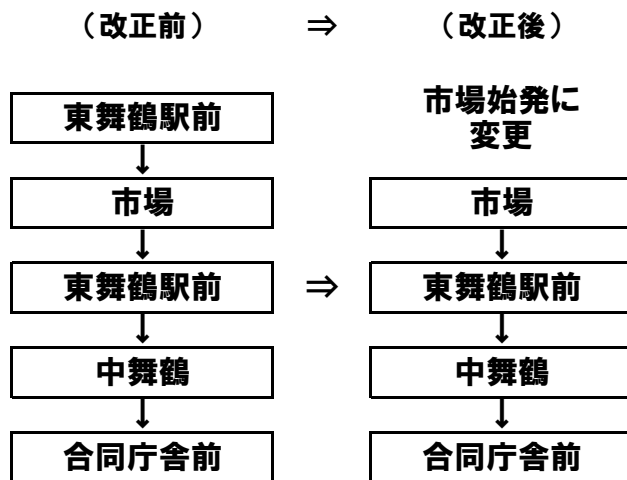 (改正前) ⇒ (改正後)
市場始発に
変更
東舞鶴駅前
↓
市場 市場
↓ ↓
東舞鶴駅前 ⇒ 東舞鶴駅前
↓ ↓
中舞鶴 中舞鶴
↓ ↓
合同庁舎前 合同庁舎前